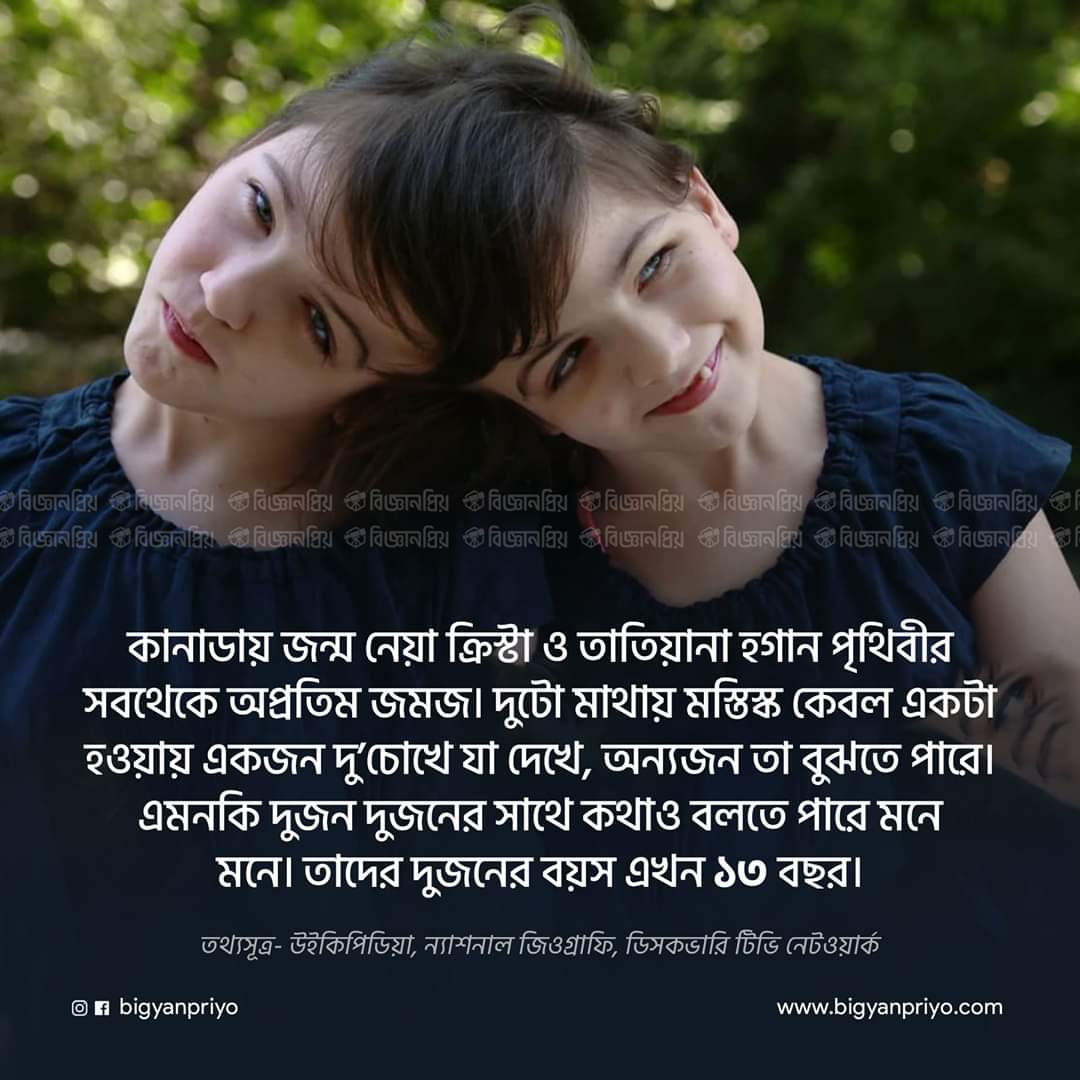 বিজ্ঞানপ্রিয় বিজ্ঞানপ্রিয় বিজ্ঞানপ্রিয় বিজ্ঞানপ্রিয় বিজ্ঞানপ্রিয় বিজ্ঞানপ্রিয় বিজ্ঞানপ্রিয় বিজ্ঞানপ্রিয় বিজ্ঞানপ্রিয়
বিজ্ঞানপ্রিয় বিজ্ঞানপ্রিয় বিজ্ঞানপ্রিয় বিজ্ঞানপ্রিয় বিজ্ঞানপ্রিয় বিজ্ঞানপ্রিয় বিজ্ঞানপ্রিয় বিজ্ঞানপ্রিয় বিজ্ঞানপ্রিয়
কানাডায় জন্ম নেয়া ক্রিস্টা ও তাতিয়ানা হগান পৃথিবীর
সবথেকে অপ্রতিম জমজ। দুটো মাথায় মস্তিস্ক কেবল একটা
হওয়ায় একজন দু’চোখে যা দেখে, অন্যজন তা বুঝতে পারে।
এমনকি দুজন দুজনের সাথে কথাও বলতে পারে মনে
মনে। তাদের দুজনের বয়স এখন ১৩ বছর।
তথ্যসূত্র- উইকিপিডিয়া, ন্যাশনাল জিওগ্রাফি, ডিসকভারি টিভি নেটওয়ার্ক
bigyanpriyo
www.bigyanpriyo.com